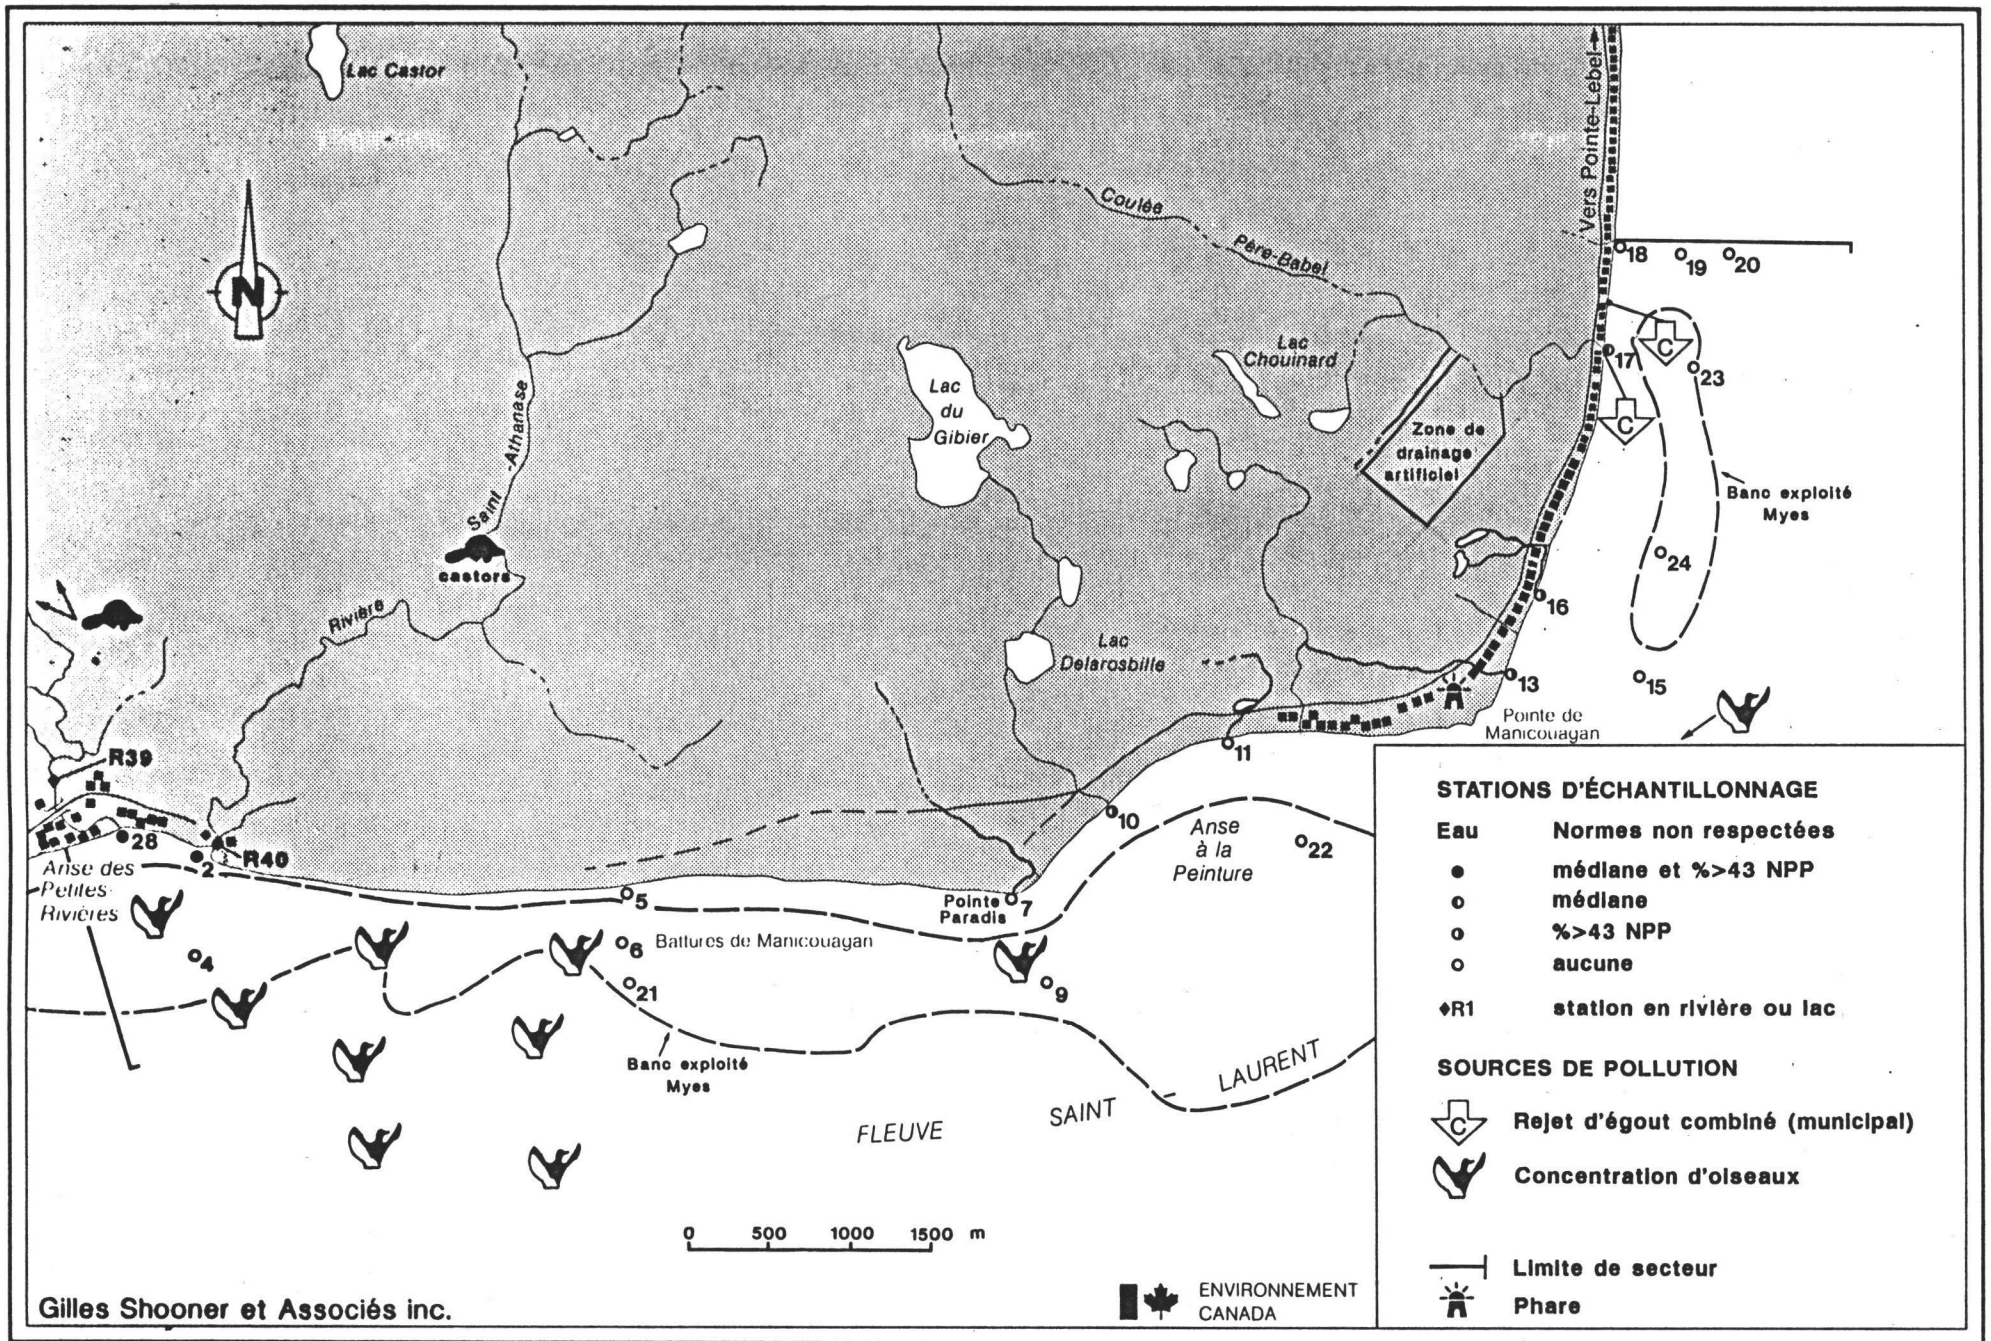 Lac Castor
Vers Pointe-Lebel
Coulée
Père-Babel
18
19
20
N
Lac
Chouinard
C
17
23
Lac
du
Gibier
Saint
-Athanase
C
Zone de
drainage
artificiel
Banc exploité
Myes
castors
24
16
Rivière
Lac
Delarosbille
13
15
Pointe de
Manicouagan
R39
11
10
28
2
R40
Anse des
Petites-
Rivières
Anse
à la
Peinture
22
5
Pointe
Paradis
7
4
6
Battures de Manicouagan
21
9
Banc exploité
Myes
FLEUVE SAINT LAURENT
0 500 1000 1500 m
Gilles Shooner et Associés inc.
ENVIRONNEMENT
CANADA
STATIONS D'ÉCHANTILLONNAGE
Eau Normes non respectées
médiane et %>43 NPP
médiane
%>43 NPP
aucune
R1 station en rivière ou lac
SOURCES DE POLLUTION
C Rejet d'égout combiné (municipal)
Concentration d'oiseaux
Limite de secteur
Phare